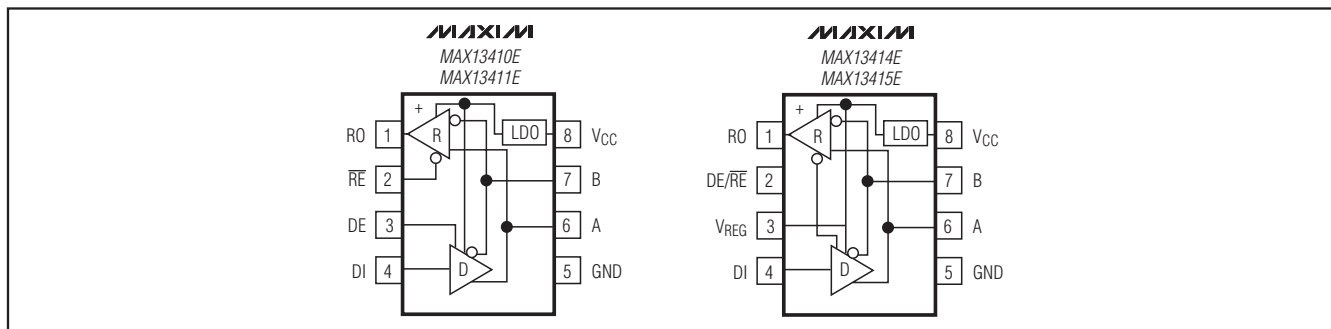 MAXIM
MAX13410E
MAX13411E
+
RO 1
R
LDO
8 VCC
RE 2
7 B
DE 3
6 A
DI 4
D
5 GND
MAXIM
MAX13414E
MAX13415E
+
RO 1
R
LDO
8 VCC
DE/RE 2
7 B
VREG 3
6 A
DI 4
D
5 GND